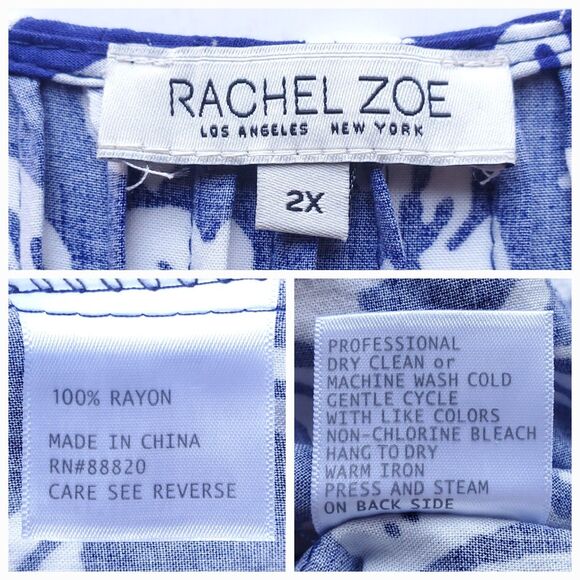 RACHEL ZOE
LOS ANGELES NEW YORK
2X
100% RAYON
MADE IN CHINA
RN#88820
CARE SEE REVERSE
PROFESSIONAL
DRY CLEAN or
MACHINE WASH COLD
GENTLE CYCLE
WITH LIKE COLORS
NON-CHLORINE BLEACH
HANG TO DRY
WARM IRON
PRESS AND STEAM
ON BACK SIDE